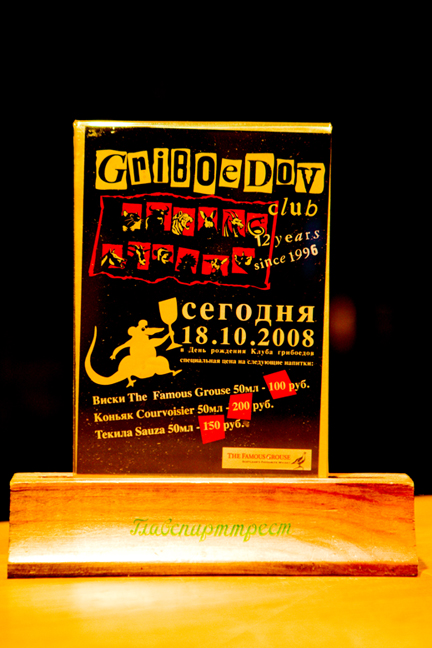 GriBOeDOV
club
12 years
since 1996
сегодня
18.10.2008
в День рождения Клуба грибоедов
специальная цена на следующие напитки:
Виски The Famous Grouse 50мл - 100 руб.
Коньяк Courvoisier 50мл - 200 руб.
Текила Sauza 50мл - 150 руб.
THE FAMOUS GROUSE
Главспирттрест